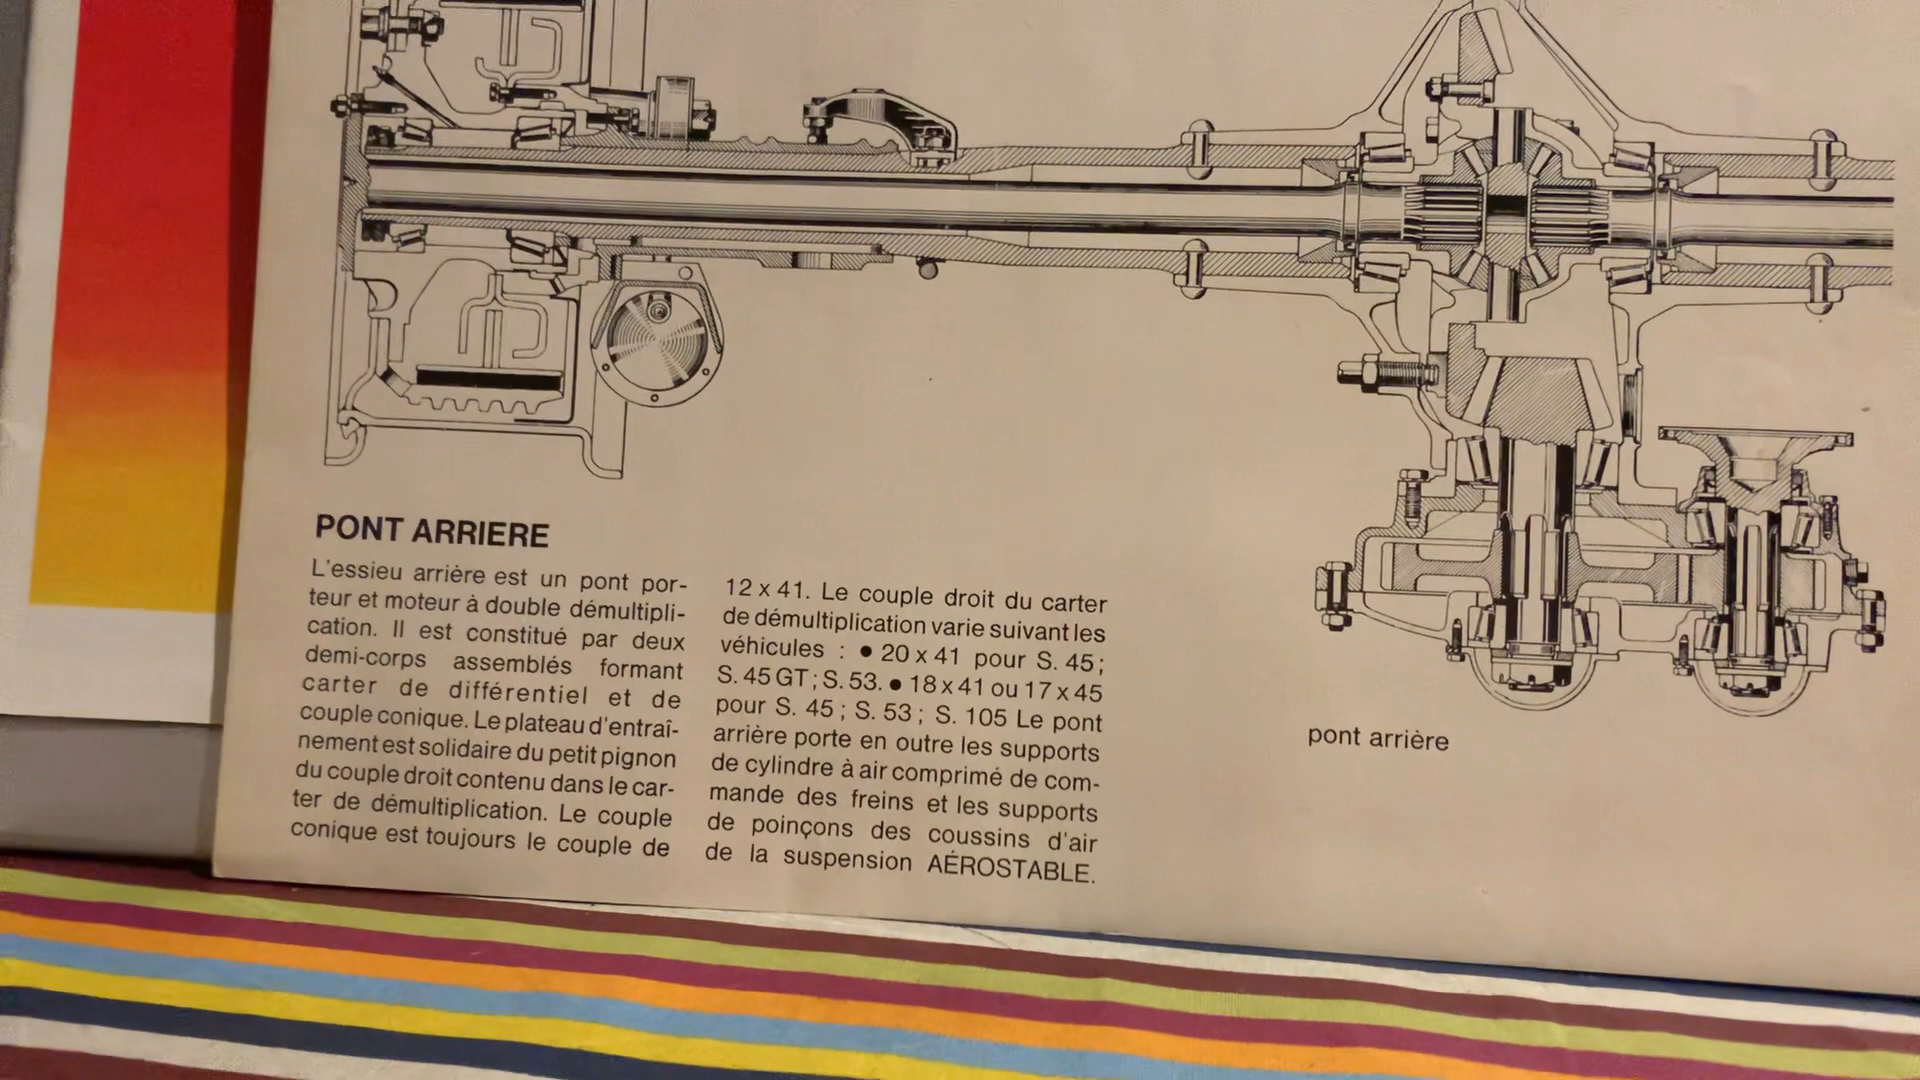 PONT ARRIERE
L'essieu arrière est un pont por-
teur et moteur à double démultipli-
cation. Il est constitué par deux
demi-corps assemblés formant
carter de différentiel et de
couple conique. Le plateau d'entraî-
nement est solidaire du petit pignon
du couple droit contenu dans le car-
ter de démultiplication. Le couple
conique est toujours le couple de
12 x 41. Le couple droit du carter
de démultiplication varie suivant les
véhicules : ● 20 x 41 pour S. 45 ;
S. 45 GT ; S. 53. ● 18 x 41 ou 17 x 45
pour S. 45 ; S. 53 ; S. 105 Le pont
arrière porte en outre les supports
de cylindre à air comprimé de com-
mande des freins et les supports
de poinçons des coussins d'air
de la suspension AÉROSTABLE.
pont arrière